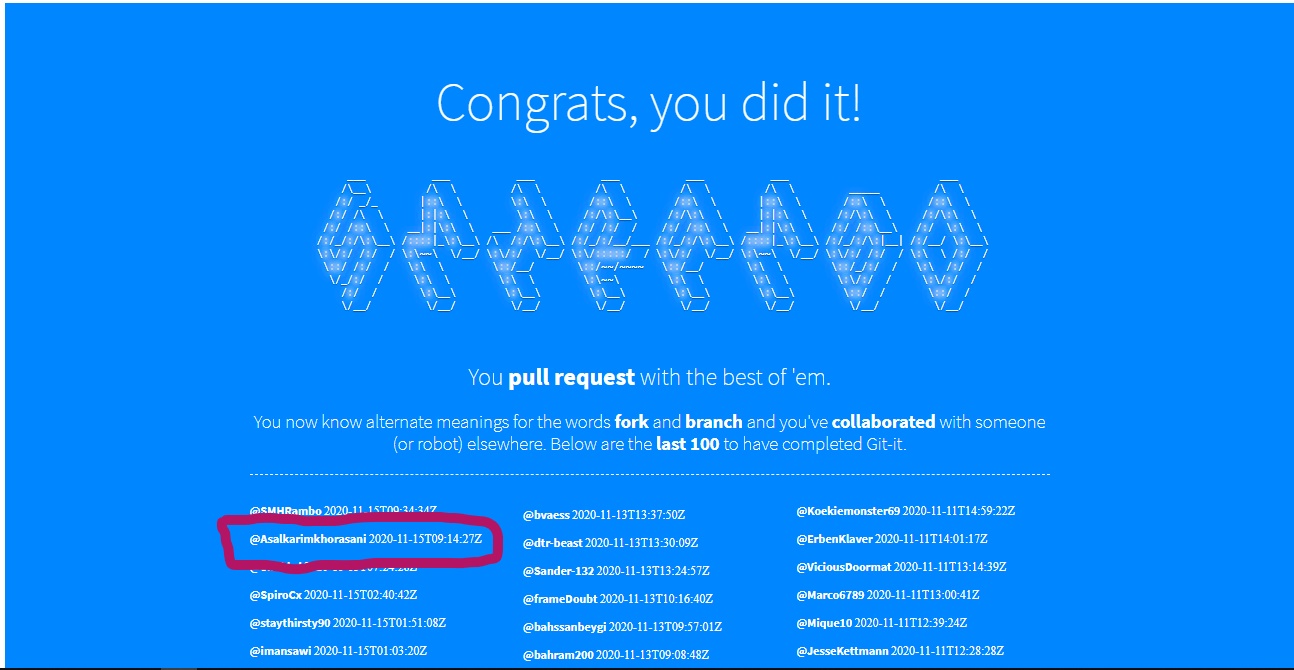 Congrats, you did it!
You pull request with the best of 'em.
You now know alternate meanings for the words fork and branch and you've collaborated with someone
(or robot) elsewhere. Below are the last 100 to have completed Git-it.
@SMHRambo 2020-11-15T09:34:34Z
@Asalkarimkhorasani 2020-11-15T09:14:27Z
@SpiroCx 2020-11-15T02:40:42Z
@staythirsty90 2020-11-15T01:51:08Z
@imansawi 2020-11-15T01:03:20Z
@bvaess 2020-11-13T13:37:50Z
@dtr-beast 2020-11-13T13:30:09Z
@Sander-132 2020-11-13T13:24:57Z
@frameDoubt 2020-11-13T10:16:40Z
@bahssanbeygi 2020-11-13T09:57:01Z
@bahram200 2020-11-13T09:08:48Z
@Koekiemonster69 2020-11-11T14:59:22Z
@ErbenKlaver 2020-11-11T14:01:17Z
@ViciousDoormat 2020-11-11T13:14:39Z
@Marco6789 2020-11-11T13:00:41Z
@Mique10 2020-11-11T12:39:24Z
@JesseKettmann 2020-11-11T12:28:28Z